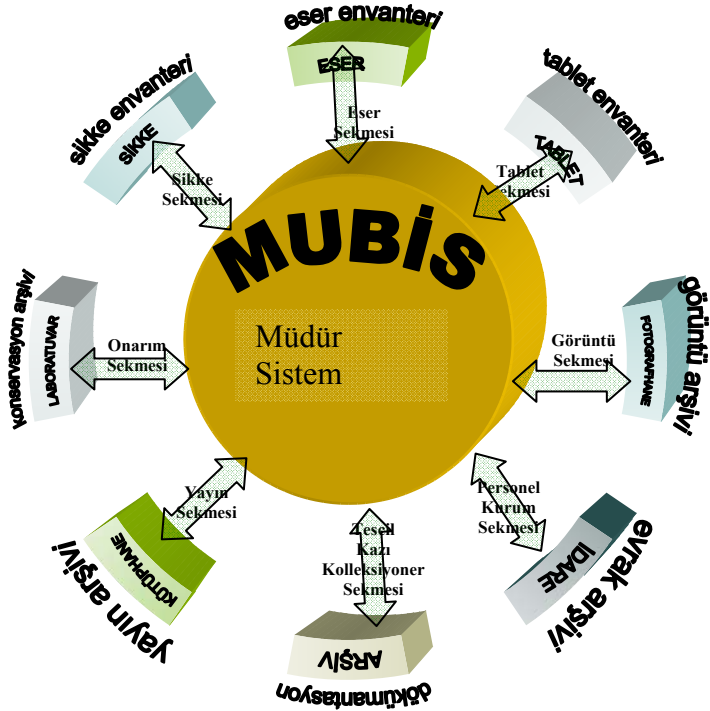 eser envanteri
ESER
Eser
Sekmesi
tablet envanteri
TABLET
Tablet
Sekmesi
görüntü arşivi
FOTOGRAFHANE
Görüntü
Sekmesi
evrak arşivi
İDARE
Personel
Kurum
Sekmesi
dökümantasyon
ARŞİV
Tescil
Kazı
Kolleksiyoner
Sekmesi
yayın arşivi
KÜTÜPHANE
Yayın
Sekmesi
konservasyon arşivi
LABORATUVAR
Onarım
Sekmesi
sikke envanteri
SİKKE
Sikke
Sekmesi
MUBİS
Müdür
Sistem